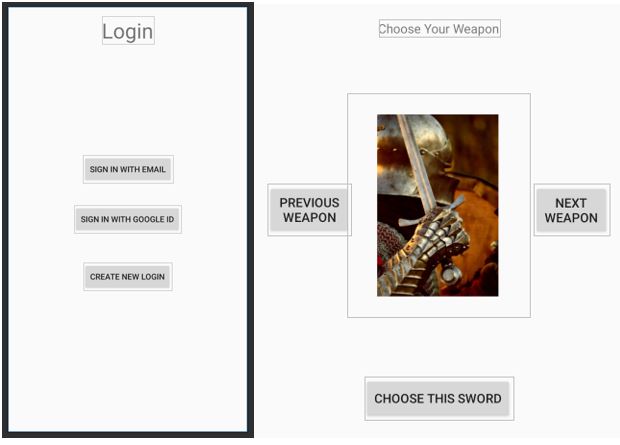 Login
SIGN IN WITH EMAIL
SIGN IN WITH GOOGLE ID
CREATE NEW LOGIN
Choose Your Weapon
PREVIOUS
WEAPON
NEXT
WEAPON
CHOOSE THIS SWORD